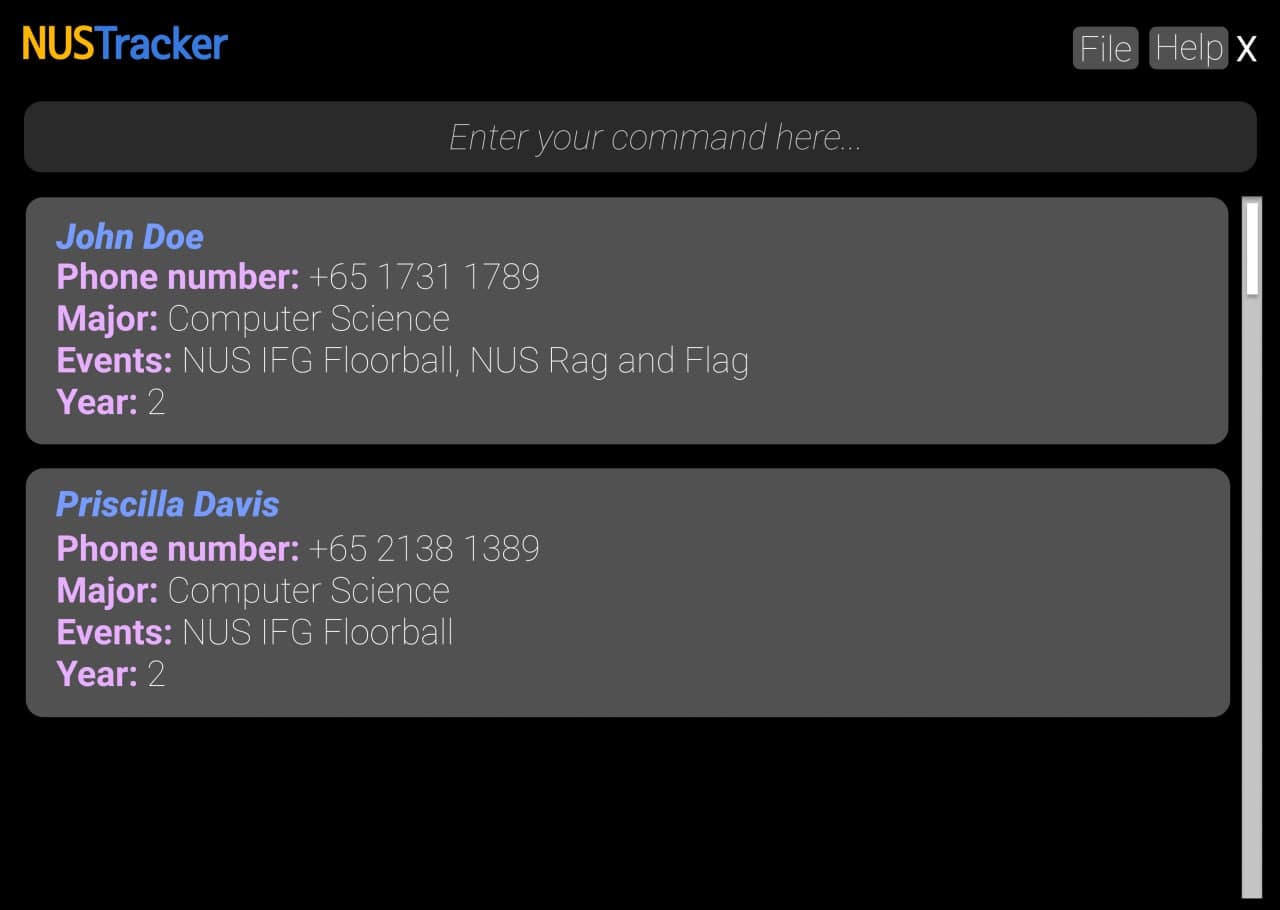 NUSTracker
File Help X
Enter your command here...
John Doe
Phone number: +65 1731 1789
Major: Computer Science
Events: NUS IFG Floorball, NUS Rag and Flag
Year: 2
Priscilla Davis
Phone number: +65 2138 1389
Major: Computer Science
Events: NUS IFG Floorball
Year: 2